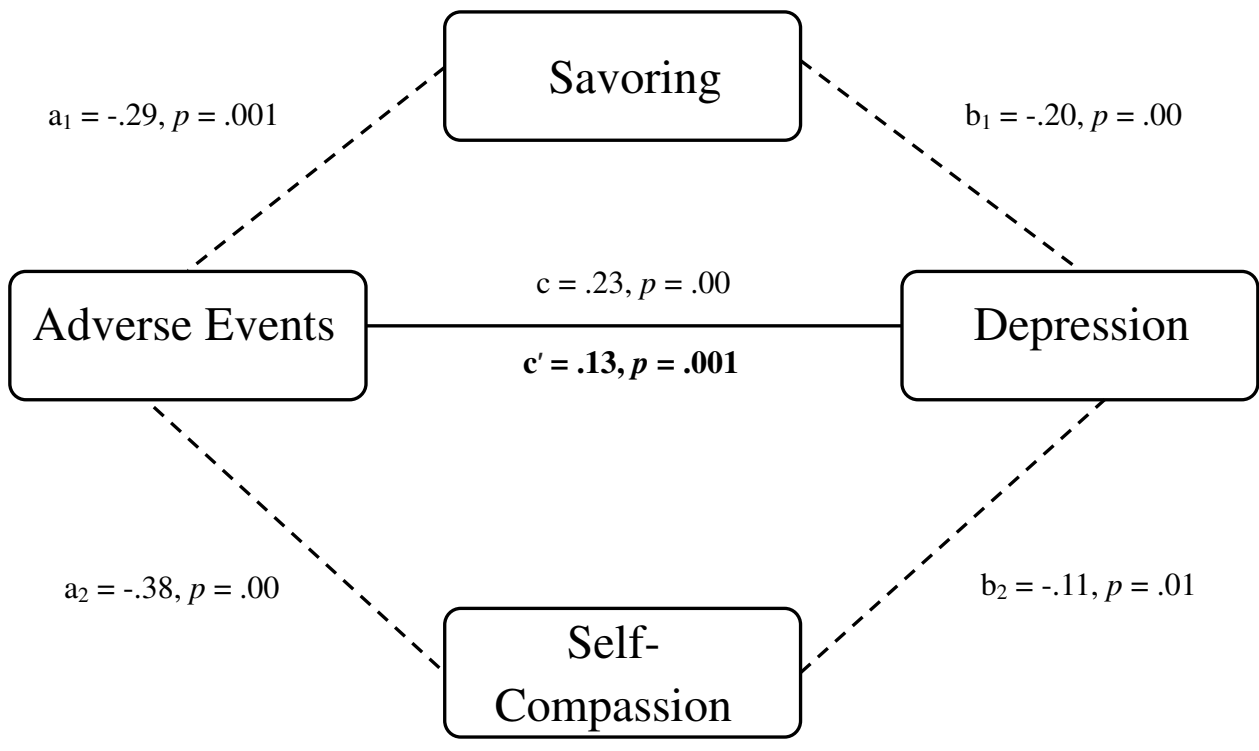 Savoring
a₁ = -.29, p = .001
b₁ = -.20, p = .00
c = .23, p = .00
Adverse Events
Depression
c' = .13, p = .001
a₂ = -.38, p = .00
b₂ = -.11, p = .01
Self-
Compassion